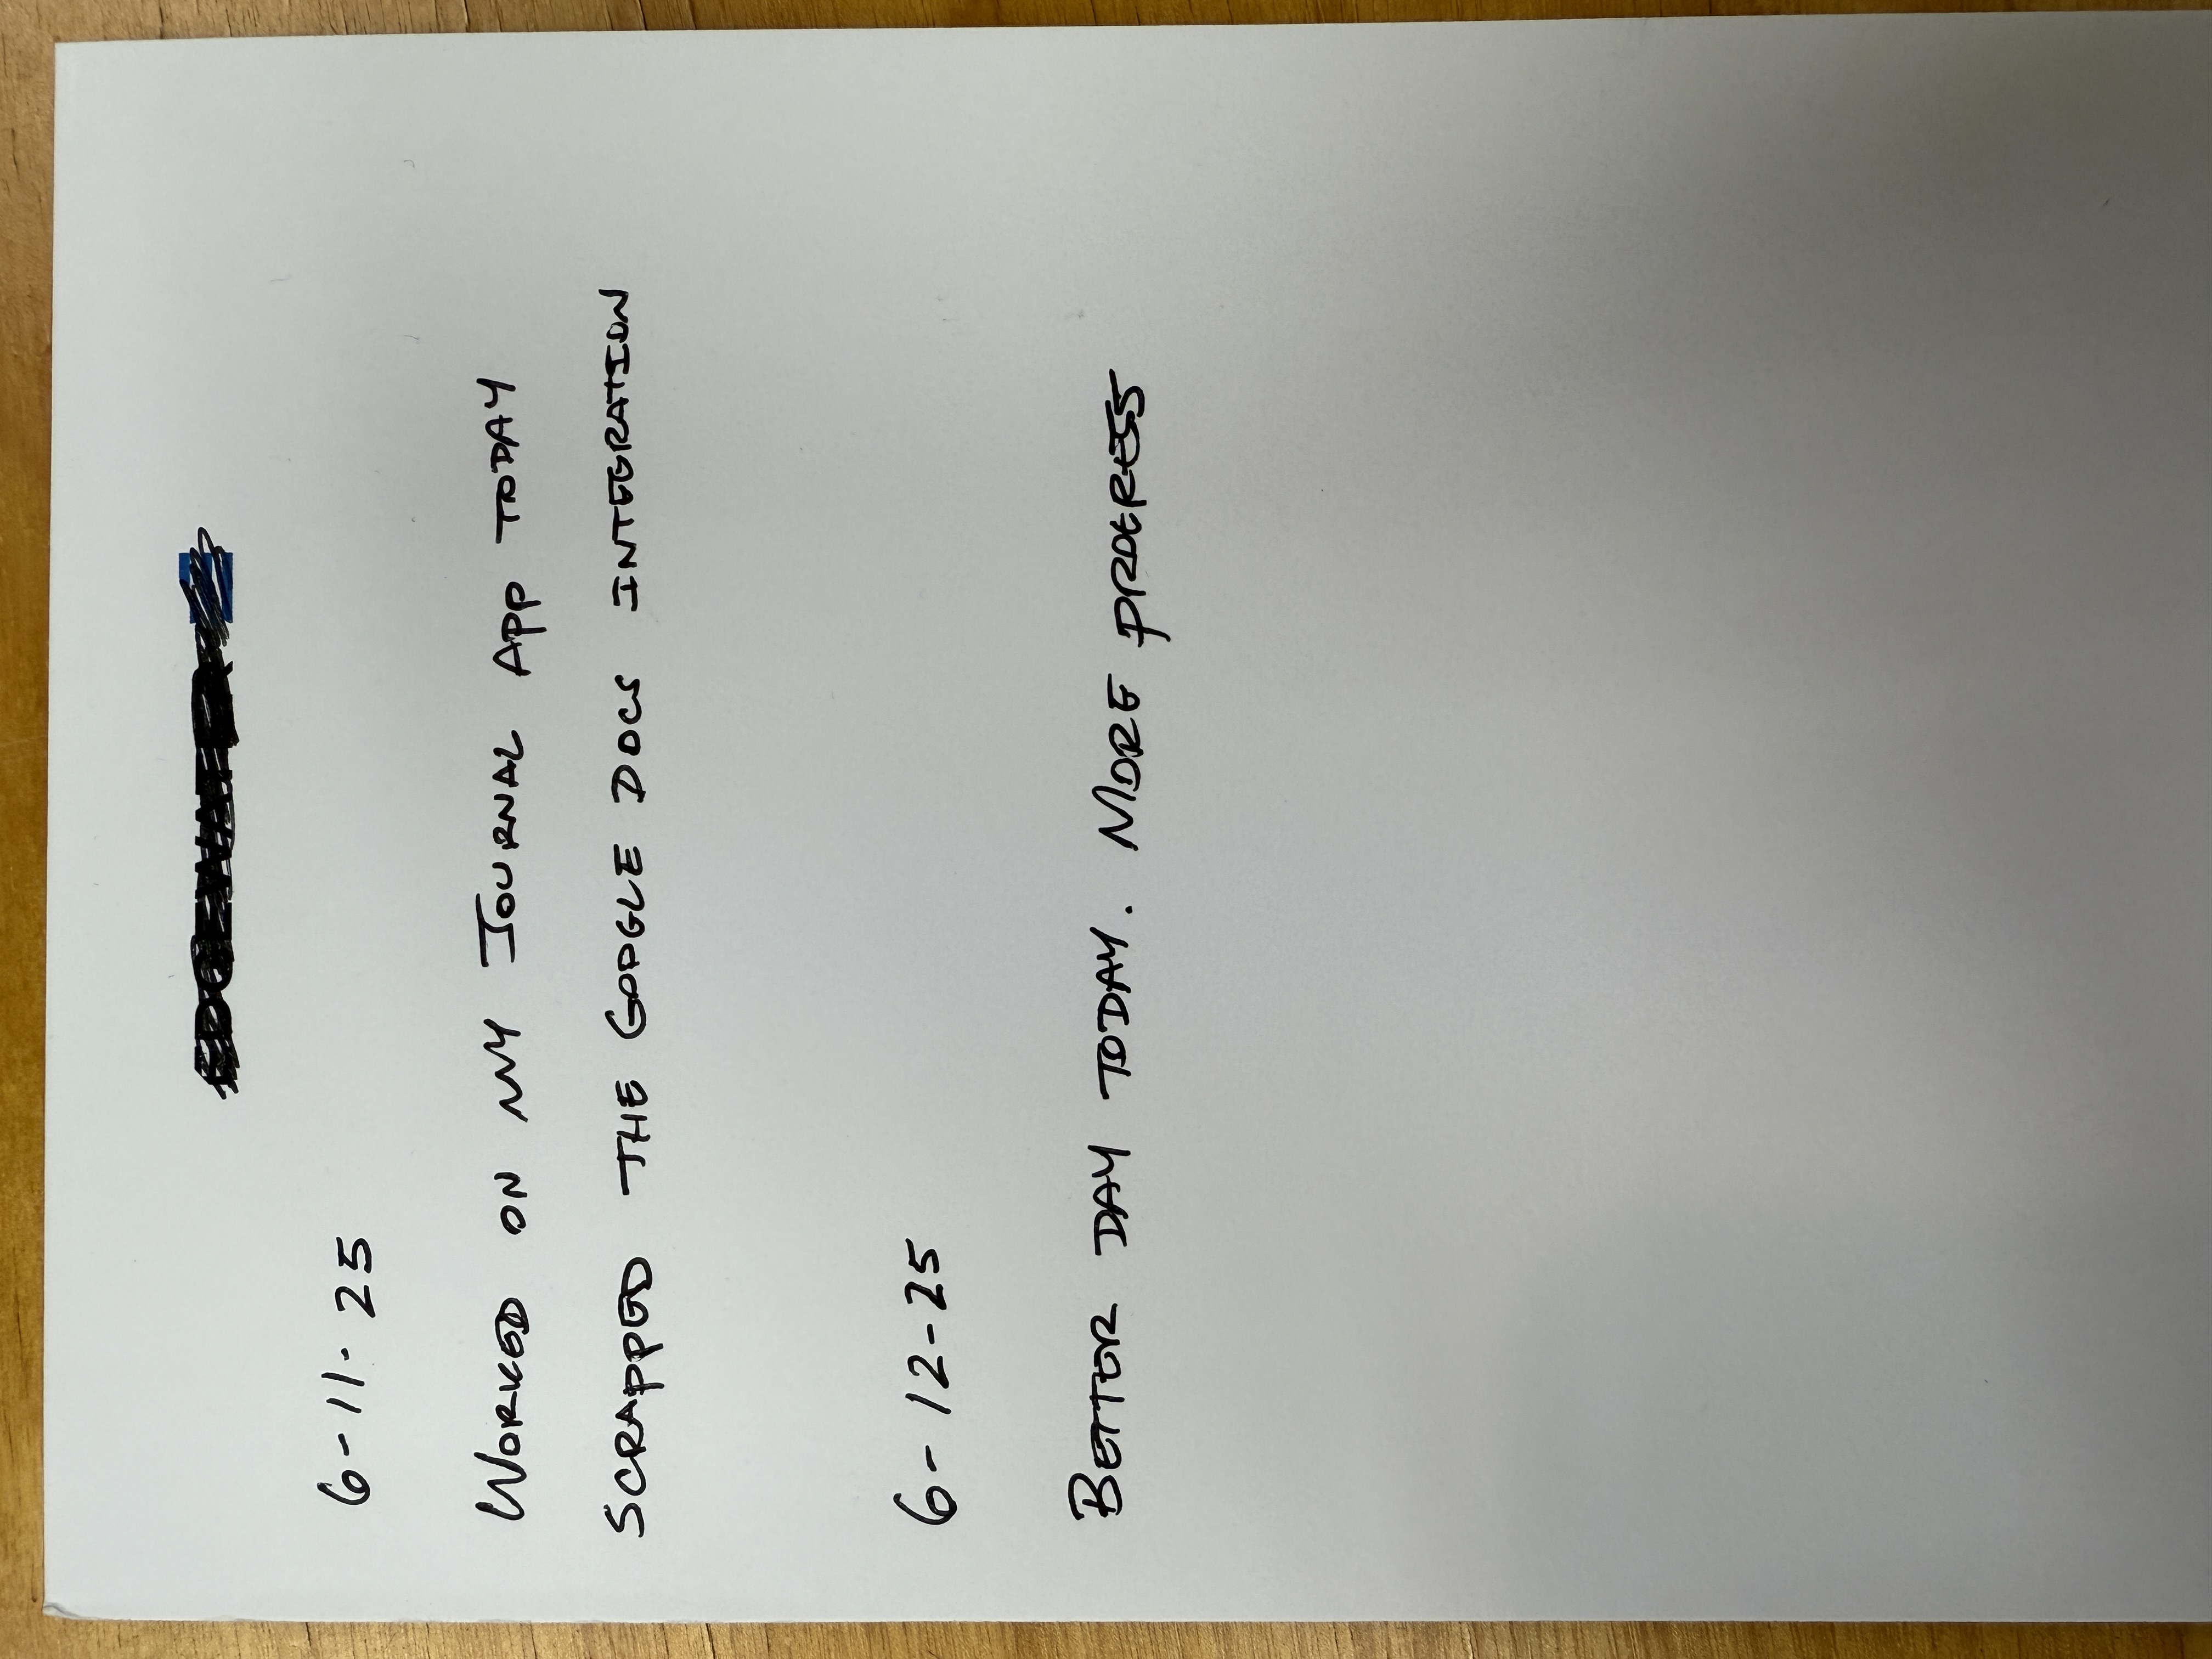 6-11-25
WORKED ON MY JOURNAL APP TODAY
SCRAPPED THE GOOGLE DOCS INTEGRATION
6-12-25
BETTER DAY TODAY. MORE PROGRESS